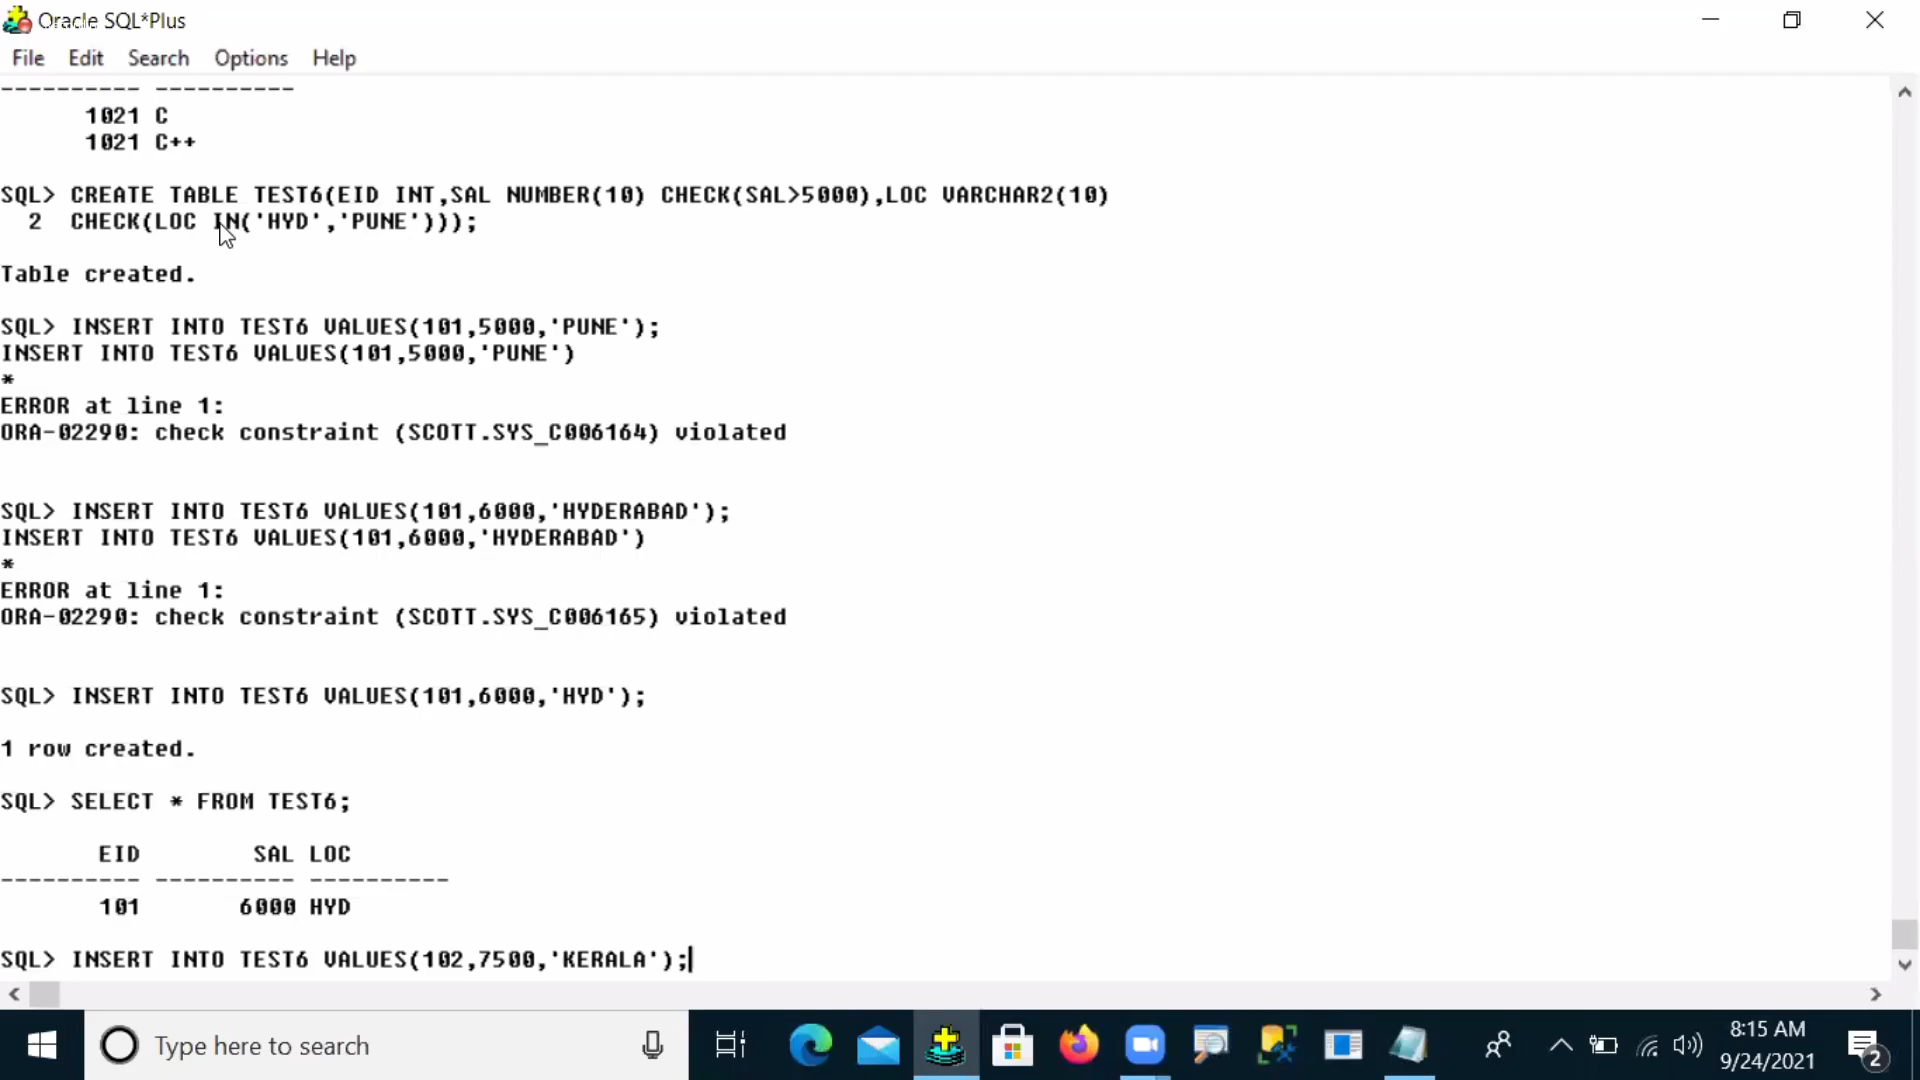 Oracle SQL*Plus
File Edit Search Options Help
---------- ----------
1021 C
1021 C++
SQL> CREATE TABLE TEST6(EID INT,SAL NUMBER(10) CHECK(SAL>5000),LOC VARCHAR2(10)
2 CHECK(LOC IN('HYD','PUNE')));
Table created.
SQL> INSERT INTO TEST6 VALUES(101,5000,'PUNE');
INSERT INTO TEST6 VALUES(101,5000,'PUNE')
*
ERROR at line 1:
ORA-02290: check constraint (SCOTT.SYS_C006164) violated
SQL> INSERT INTO TEST6 VALUES(101,6000,'HYDERABAD');
INSERT INTO TEST6 VALUES(101,6000,'HYDERABAD')
*
ERROR at line 1:
ORA-02290: check constraint (SCOTT.SYS_C006165) violated
SQL> INSERT INTO TEST6 VALUES(101,6000,'HYD');
1 row created.
SQL> SELECT * FROM TEST6;
EID SAL LOC
---------- ---------- ----------
101 6000 HYD
SQL> INSERT INTO TEST6 VALUES(102,7500,'KERALA');
Type here to search
8:15 AM
9/24/2021
2